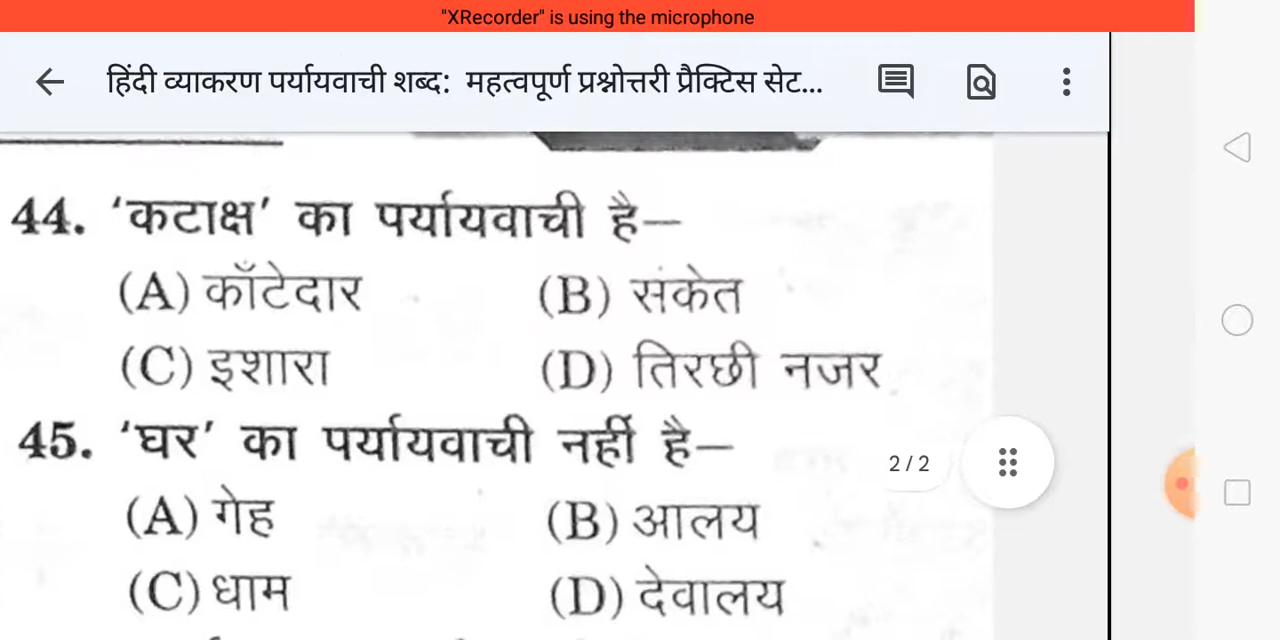 "XRecorder" is using the microphone
हिंदी व्याकरण पर्यायवाची शब्द: महत्वपूर्ण प्रश्नोत्तरी प्रैक्टिस सेट...
44. ‘कटाक्ष’ का पर्यायवाची है—
(A) काँटेदार (B) संकेत
(C) इशारा (D) तिरछी नजर
45. ‘घर’ का पर्यायवाची नहीं है—
2 / 2
(A) गेह (B) आलय
(C) धाम (D) देवालय